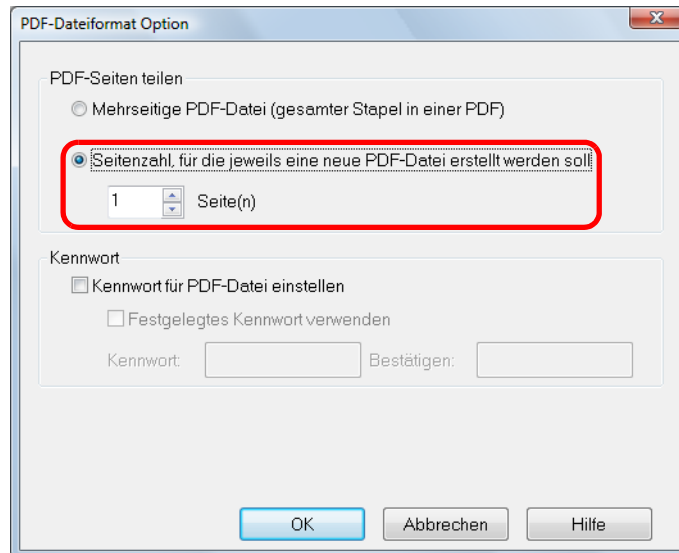 PDF-Dateiformat Option
PDF-Seiten teilen
Mehrseitige PDF-Datei (gesamter Stapel in einer PDF)
Seitenzahl, für die jeweils eine neue PDF-Datei erstellt werden soll
1 Seite(n)
Kennwort
Kennwort für PDF-Datei einstellen
Festgelegtes Kennwort verwenden
Kennwort: Bestätigen:
OK Abbrechen Hilfe